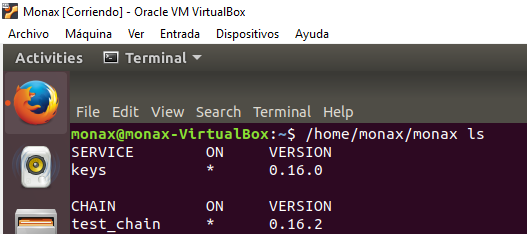 Monax [Corriendo] - Oracle VM VirtualBox
Archivo Máquina Ver Entrada Dispositivos Ayuda
Activities Terminal
File Edit View Search Terminal Help
monax@monax-VirtualBox:~$ /home/monax/monax ls
SERVICE ON VERSION
keys * 0.16.0
CHAIN ON VERSION
test_chain * 0.16.2